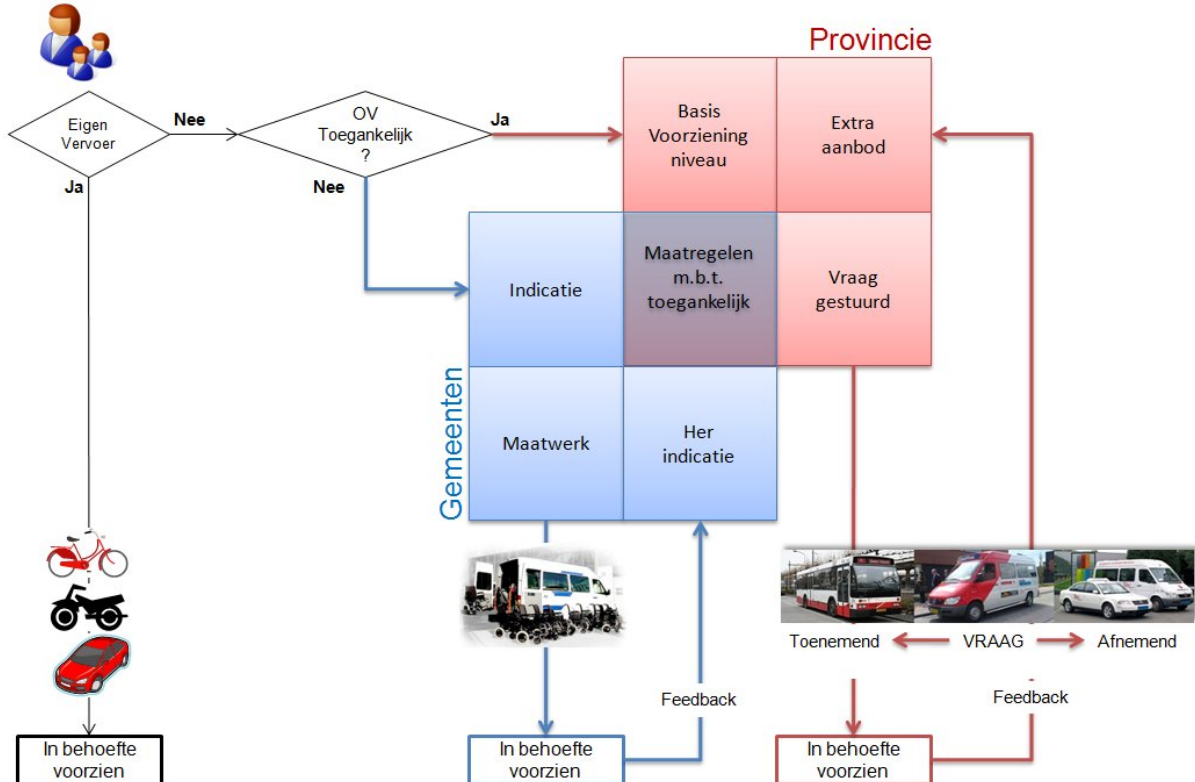 Provincie
Eigen
Vervoer
Nee
Ja
OV
Toegankelijk
?
Ja
Nee
Basis
Voorziening
niveau
Extra
aanbod
Indicatie
Maatregelen
m.b.t.
toegankelijk
Vraag
gestuurd
Gemeenten
Maatwerk
Her
indicatie
Toenemend
VRAAG
Afnemend
Feedback
Feedback
In behoefte
voorzien
In behoefte
voorzien
In behoefte
voorzien